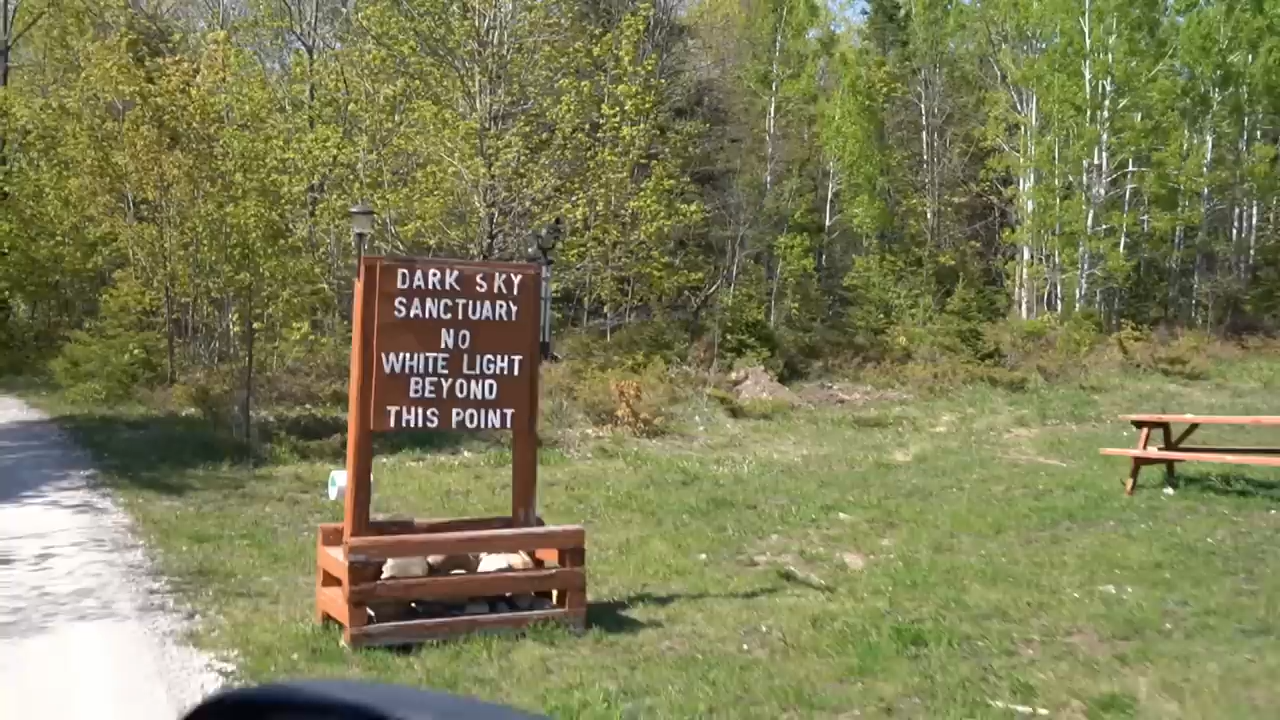 DARK SKY
SANCTUARY
NO
WHITE LIGHT
BEYOND
THIS POINT